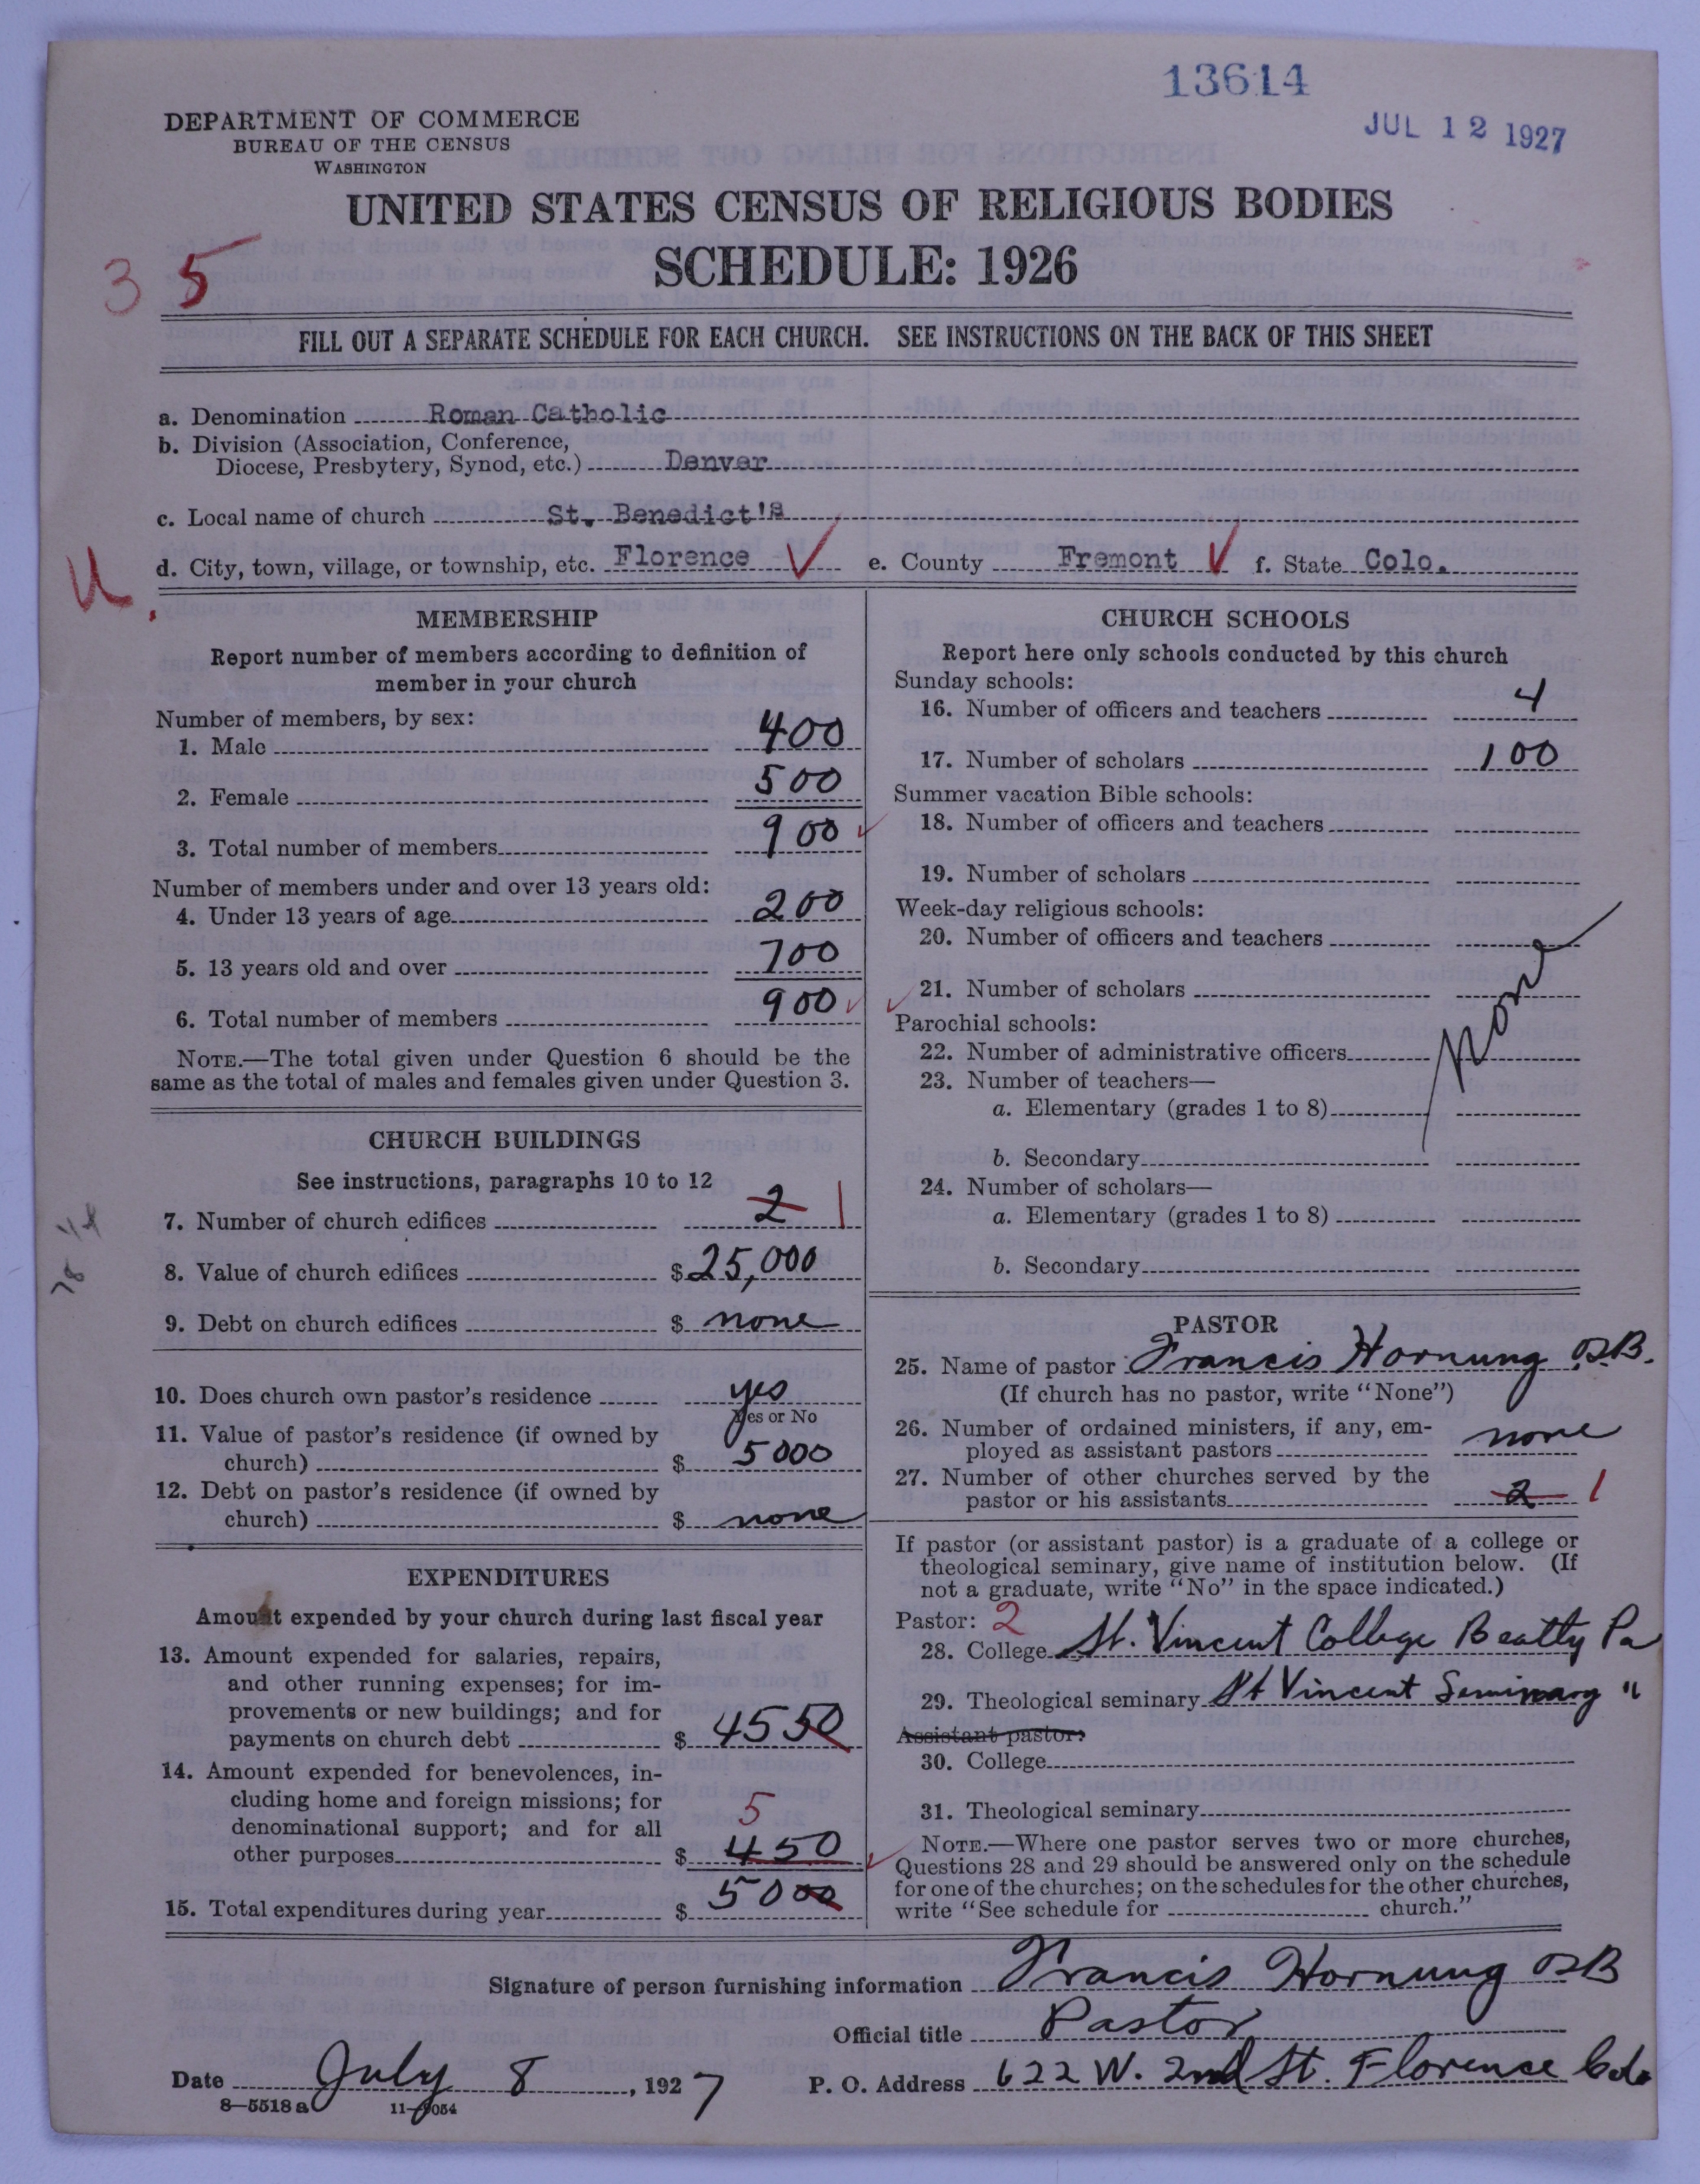 13614
JUL 12 1927
DEPARTMENT OF COMMERCE
BUREAU OF THE CENSUS
WASHINGTON
UNITED STATES CENSUS OF RELIGIOUS BODIES
SCHEDULE: 1926
3 5
FILL OUT A SEPARATE SCHEDULE FOR EACH CHURCH. SEE INSTRUCTIONS ON THE BACK OF THIS SHEET
a. Denomination Roman Catholic
b. Division (Association, Conference,
Diocese, Presbytery, Synod, etc.) Denver
c. Local name of church St. Benedict's
d. City, town, village, or township, etc. Florence e. County Fremont f. State Colo.
U.
MEMBERSHIP
Report number of members according to definition of
member in your church
Number of members, by sex:
1. Male 400
2. Female 500
3. Total number of members 900
Number of members under and over 13 years old:
4. Under 13 years of age 200
5. 13 years old and over 700
6. Total number of members 900
NOTE.—The total given under Question 6 should be the
same as the total of males and females given under Question 3.
CHURCH BUILDINGS
See instructions, paragraphs 10 to 12
7. Number of church edifices 2 1
8. Value of church edifices $ 25,000
9. Debt on church edifices $ none
10. Does church own pastor's residence yes
Yes or No
11. Value of pastor's residence (if owned by
church) $ 5000
12. Debt on pastor's residence (if owned by
church) $ none
EXPENDITURES
Amount expended by your church during last fiscal year
13. Amount expended for salaries, repairs,
and other running expenses; for im-
provements or new buildings; and for
payments on church debt $ 4550
14. Amount expended for benevolences, in-
cluding home and foreign missions; for
denominational support; and for all 5
other purposes $ 450
15. Total expenditures during year $ 5000
CHURCH SCHOOLS
Report here only schools conducted by this church
Sunday schools:
16. Number of officers and teachers 4
17. Number of scholars 100
Summer vacation Bible schools:
18. Number of officers and teachers
19. Number of scholars
Week-day religious schools:
20. Number of officers and teachers
21. Number of scholars
none
Parochial schools:
22. Number of administrative officers
23. Number of teachers—
a. Elementary (grades 1 to 8)
b. Secondary
24. Number of scholars—
a. Elementary (grades 1 to 8)
b. Secondary
PASTOR
25. Name of pastor Francis Hornung O.S.B.
(If church has no pastor, write "None")
26. Number of ordained ministers, if any, em-
ployed as assistant pastors none
27. Number of other churches served by the
pastor or his assistants 2 1
If pastor (or assistant pastor) is a graduate of a college or
theological seminary, give name of institution below. (If
not a graduate, write "No" in the space indicated.)
Pastor: 2
28. College St. Vincent College Beatty Pa
29. Theological seminary St Vincent Seminary "
Assistant pastor:
30. College
31. Theological seminary
NOTE.—Where one pastor serves two or more churches,
Questions 28 and 29 should be answered only on the schedule
for one of the churches; on the schedules for the other churches,
write "See schedule for church."
Signature of person furnishing information Francis Hornung OSB
Official title Pastor
Date July 8, 1927 P. O. Address 622 W. 2nd St. Florence Colo
8—5518 a